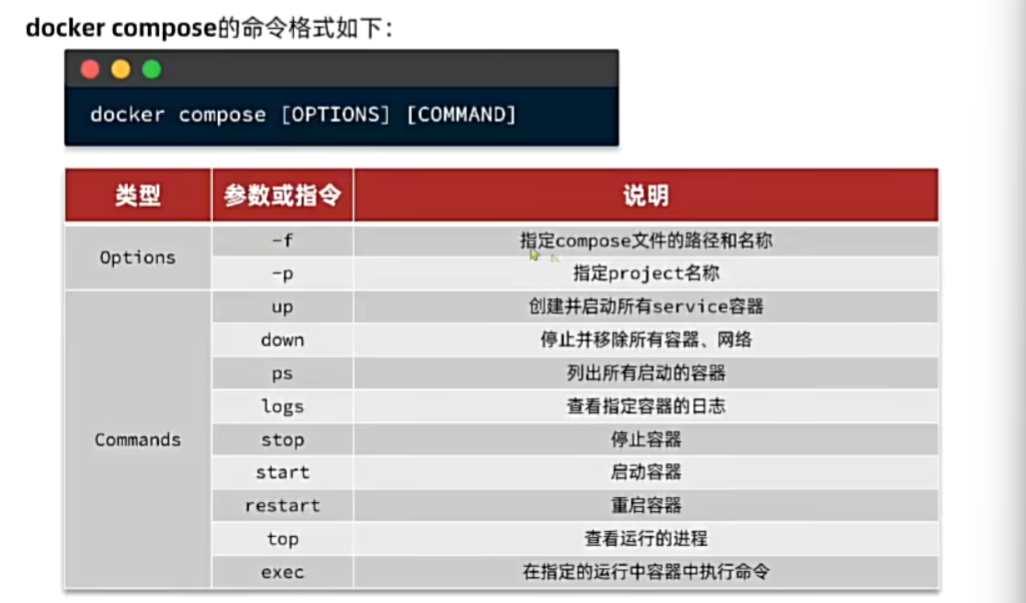 docker compose的命令格式如下：
docker compose [OPTIONS] [COMMAND]
类型 参数或指令 说明
Options
-f 指定compose文件的路径和名称
-p 指定project名称
Commands
up 创建并启动所有service容器
down 停止并移除所有容器、网络
ps 列出所有启动的容器
logs 查看指定容器的日志
stop 停止容器
start 启动容器
restart 重启容器
top 查看运行的进程
exec 在指定的运行中容器中执行命令